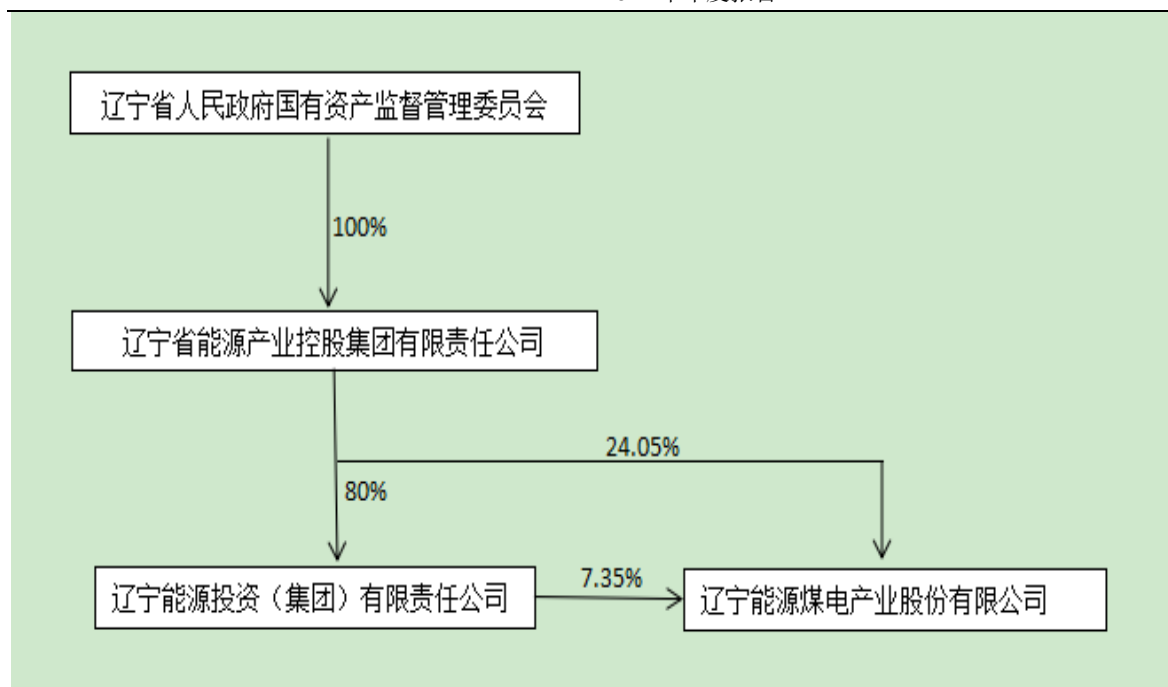 辽宁省人民政府国有资产监督管理委员会
100%
辽宁省能源产业控股集团有限责任公司
24.05%
80%
辽宁能源投资（集团）有限责任公司
7.35%
辽宁能源煤电产业股份有限公司